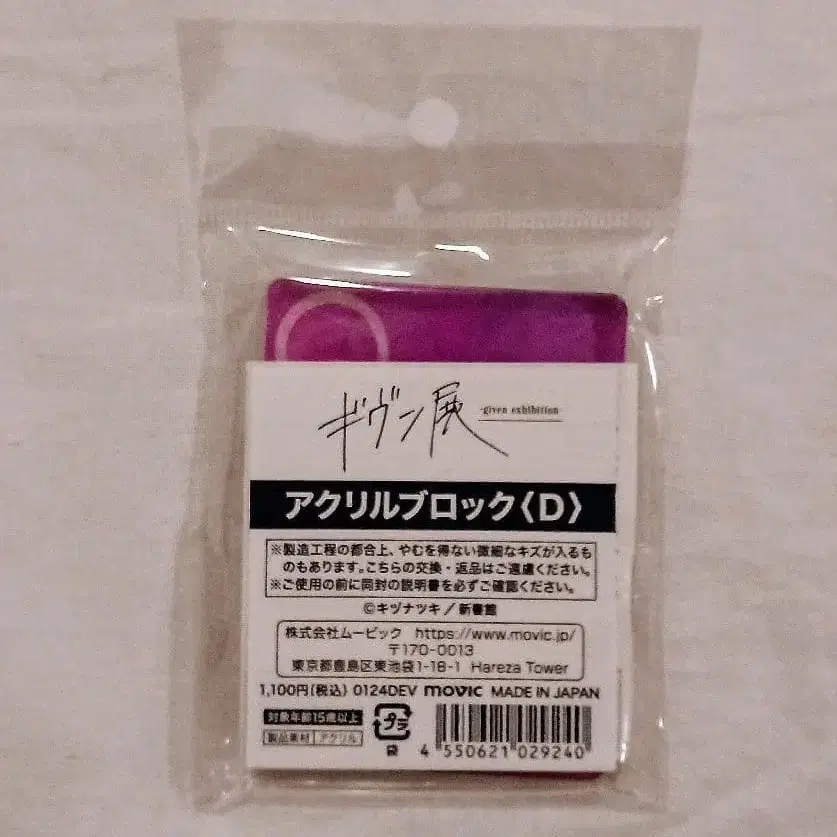 ギヴン展 -given exhibition-
アクリルブロック〈D〉
※製造工程の都合上、やむを得ない微細なキズが入るも
のもあります。こちらの交換・返品はご遠慮ください。
※ご使用の前に同封の説明書を必ずご確認ください。
©キヅナツキ／新書館
株式会社ムービック https://www.movic.jp/
〒170-0013
東京都豊島区東池袋1-18-1 Hareza Tower
1,100円(税込) 0124DEV movic MADE IN JAPAN
対象年齢15歳以上
製品素材 アクリル
プラ
袋
4 550621 029240